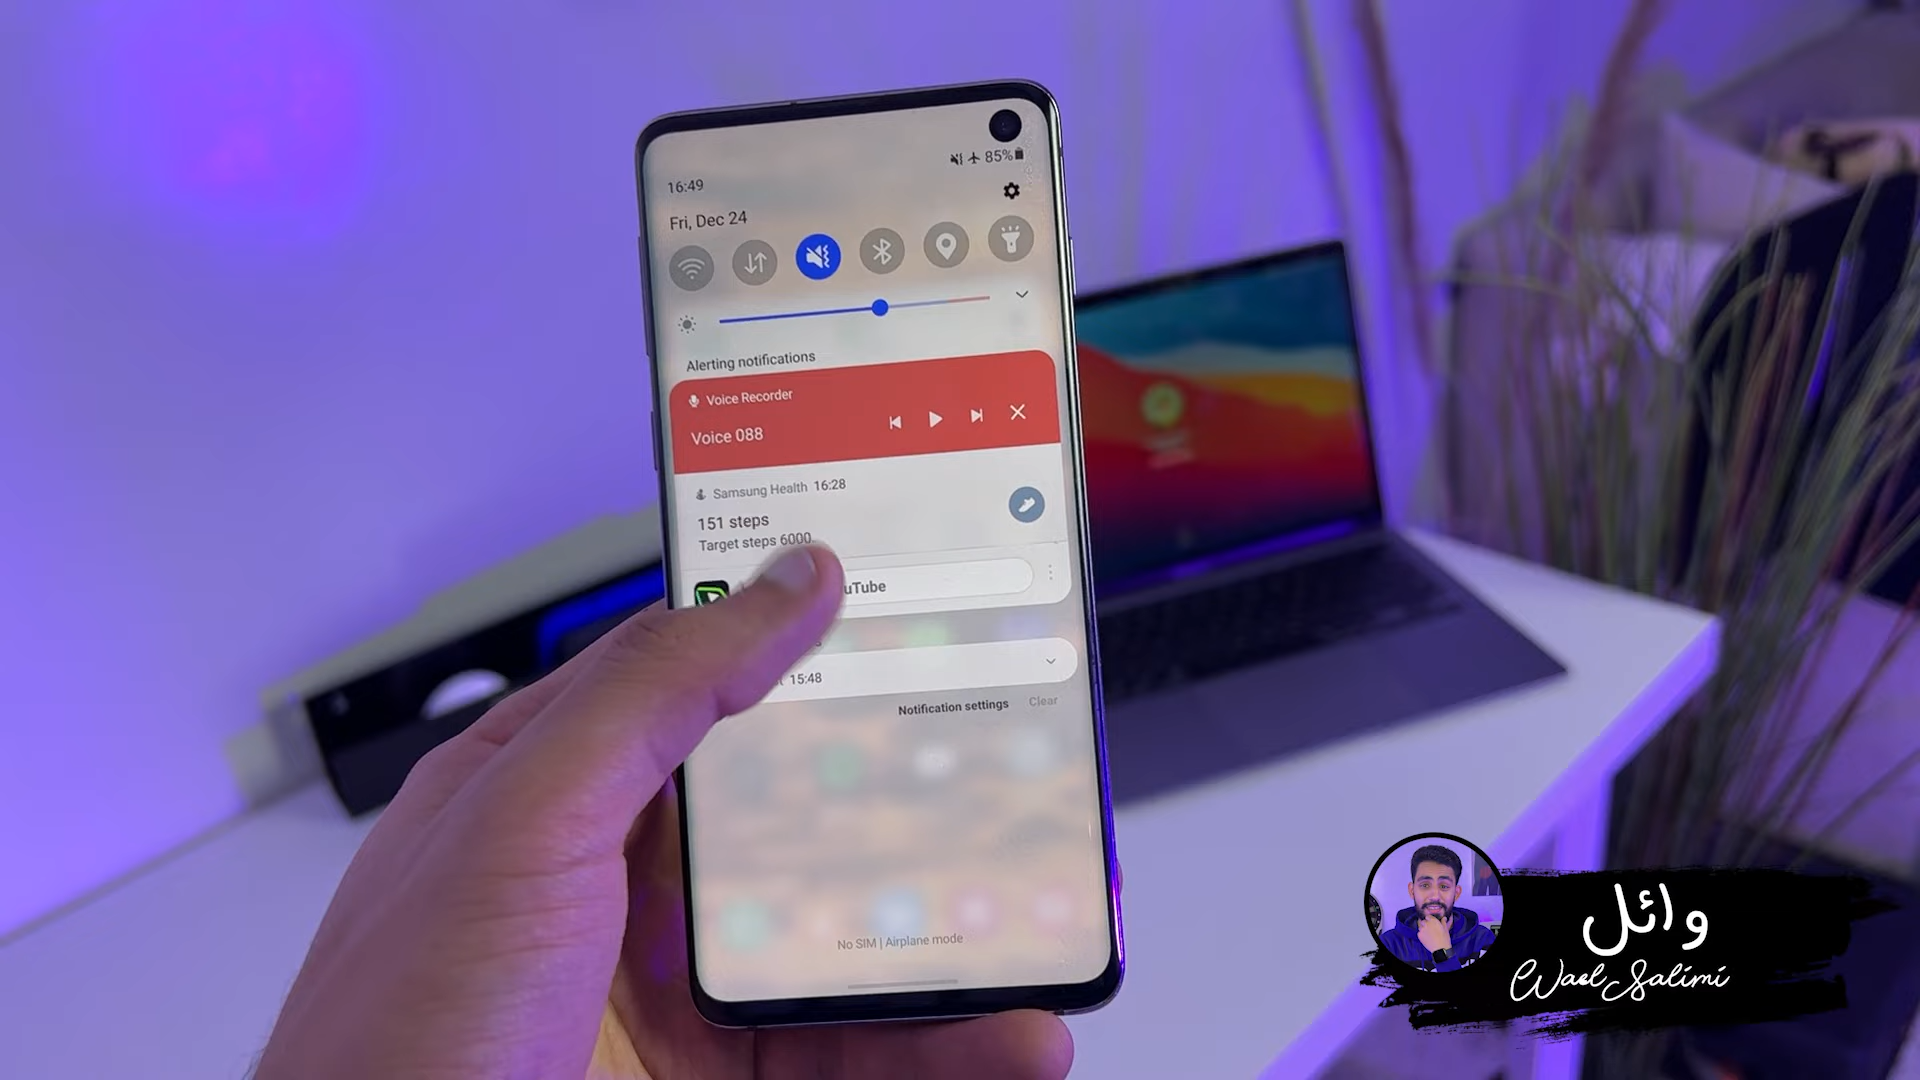 85%
16:49
Fri, Dec 24
Alerting notifications
Voice Recorder
Voice 088
Samsung Health 16:28
151 steps
Target steps 6000
uTube
15:48
Notification settings Clear
No SIM | Airplane mode
وائل
Wael Salimi